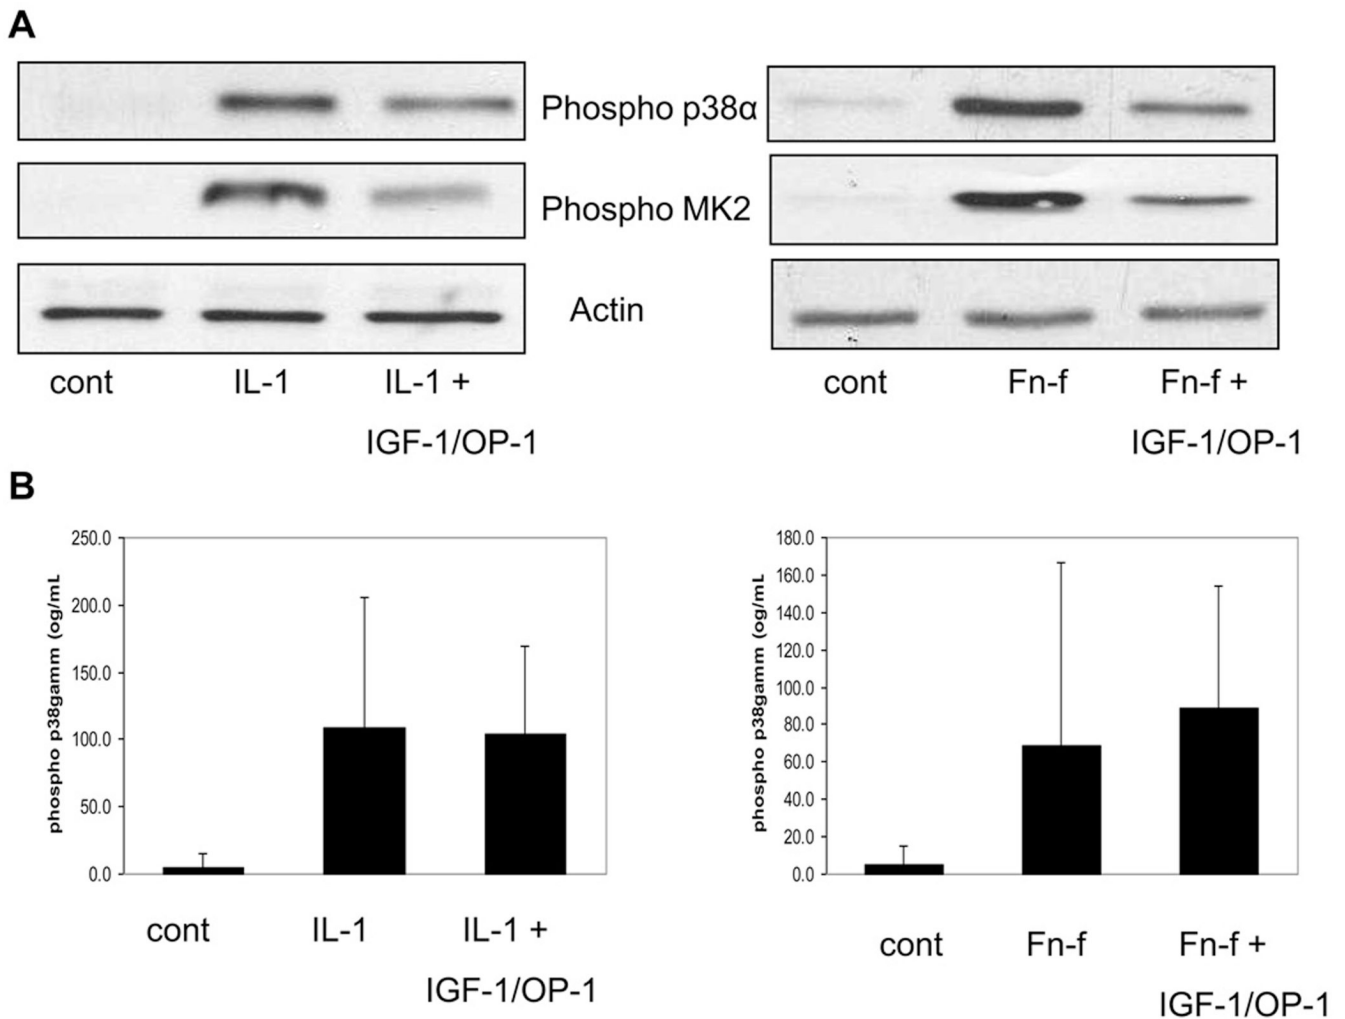 A
Phospho p38α
Phospho MK2
Actin
cont IL-1 IL-1 +
IGF-1/OP-1
cont Fn-f Fn-f +
IGF-1/OP-1
B
phospho p38gamm (og/mL
250.0
200.0
150.0
100.0
50.0
0.0
cont IL-1 IL-1 +
IGF-1/OP-1
phospho p38gamm (og/mL
180.0
160.0
140.0
120.0
100.0
80.0
60.0
40.0
20.0
0.0
cont Fn-f Fn-f +
IGF-1/OP-1